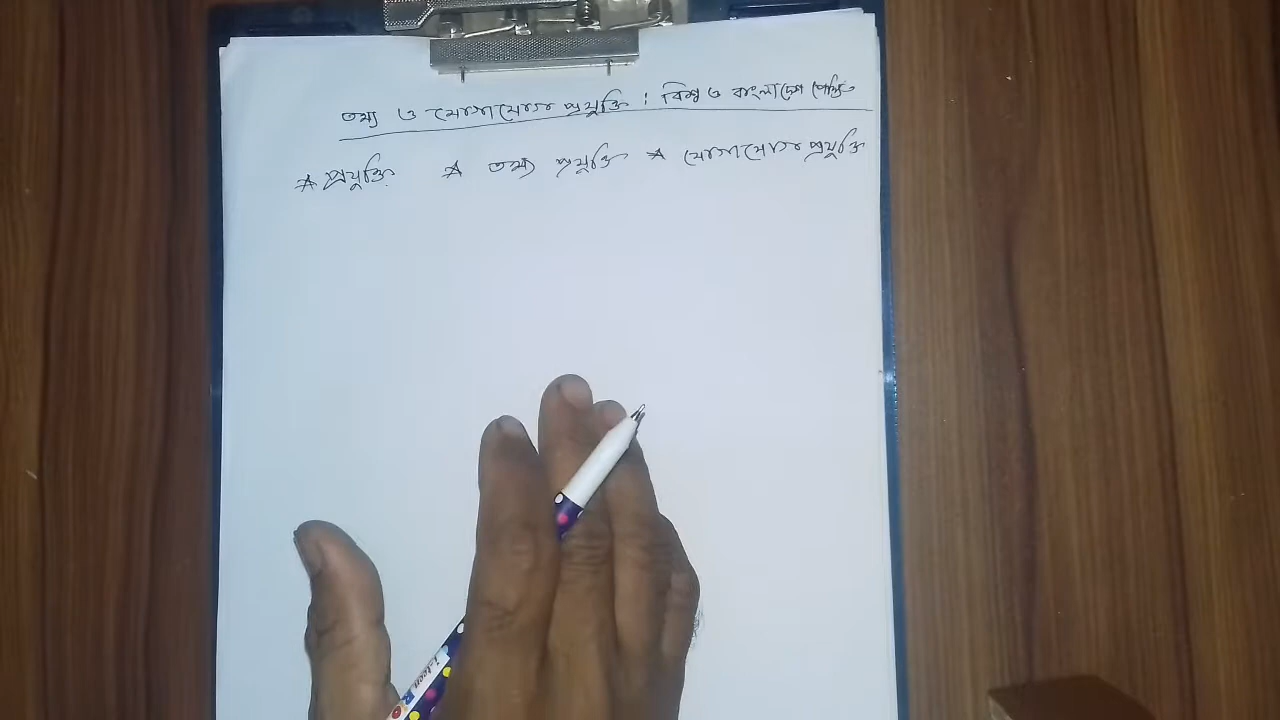 তথ্য ও যোগাযোগ প্রযুক্তি : বিশ্ব ও বাংলাদেশ প্রেক্ষিত
* প্রযুক্তি * তথ্য প্রযুক্তি * যোগাযোগ প্রযুক্তি